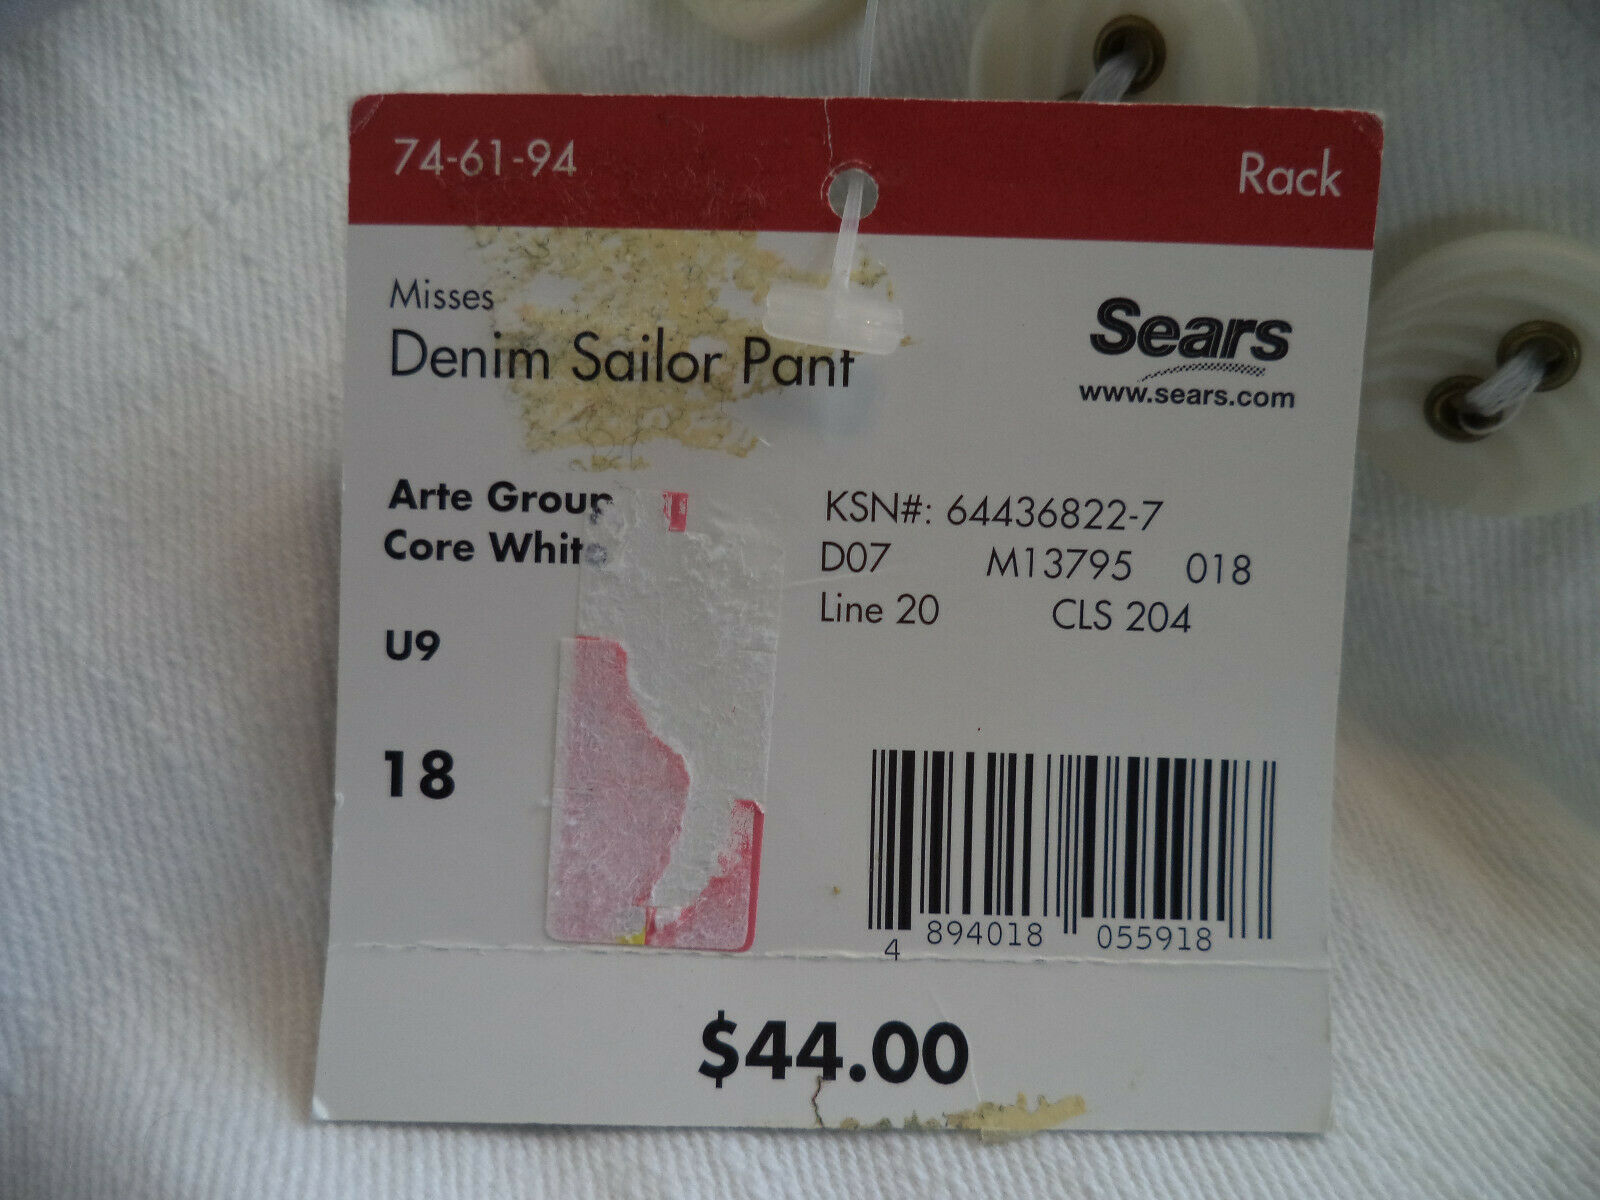 74-61-94
Rack
Misses
Denim Sailor Pant
Sears
www.sears.com
Arte Group
Core White
KSN#: 64436822-7
D07 M13795 018
Line 20 CLS 204
U9
18
4 894018 055918
$44.00